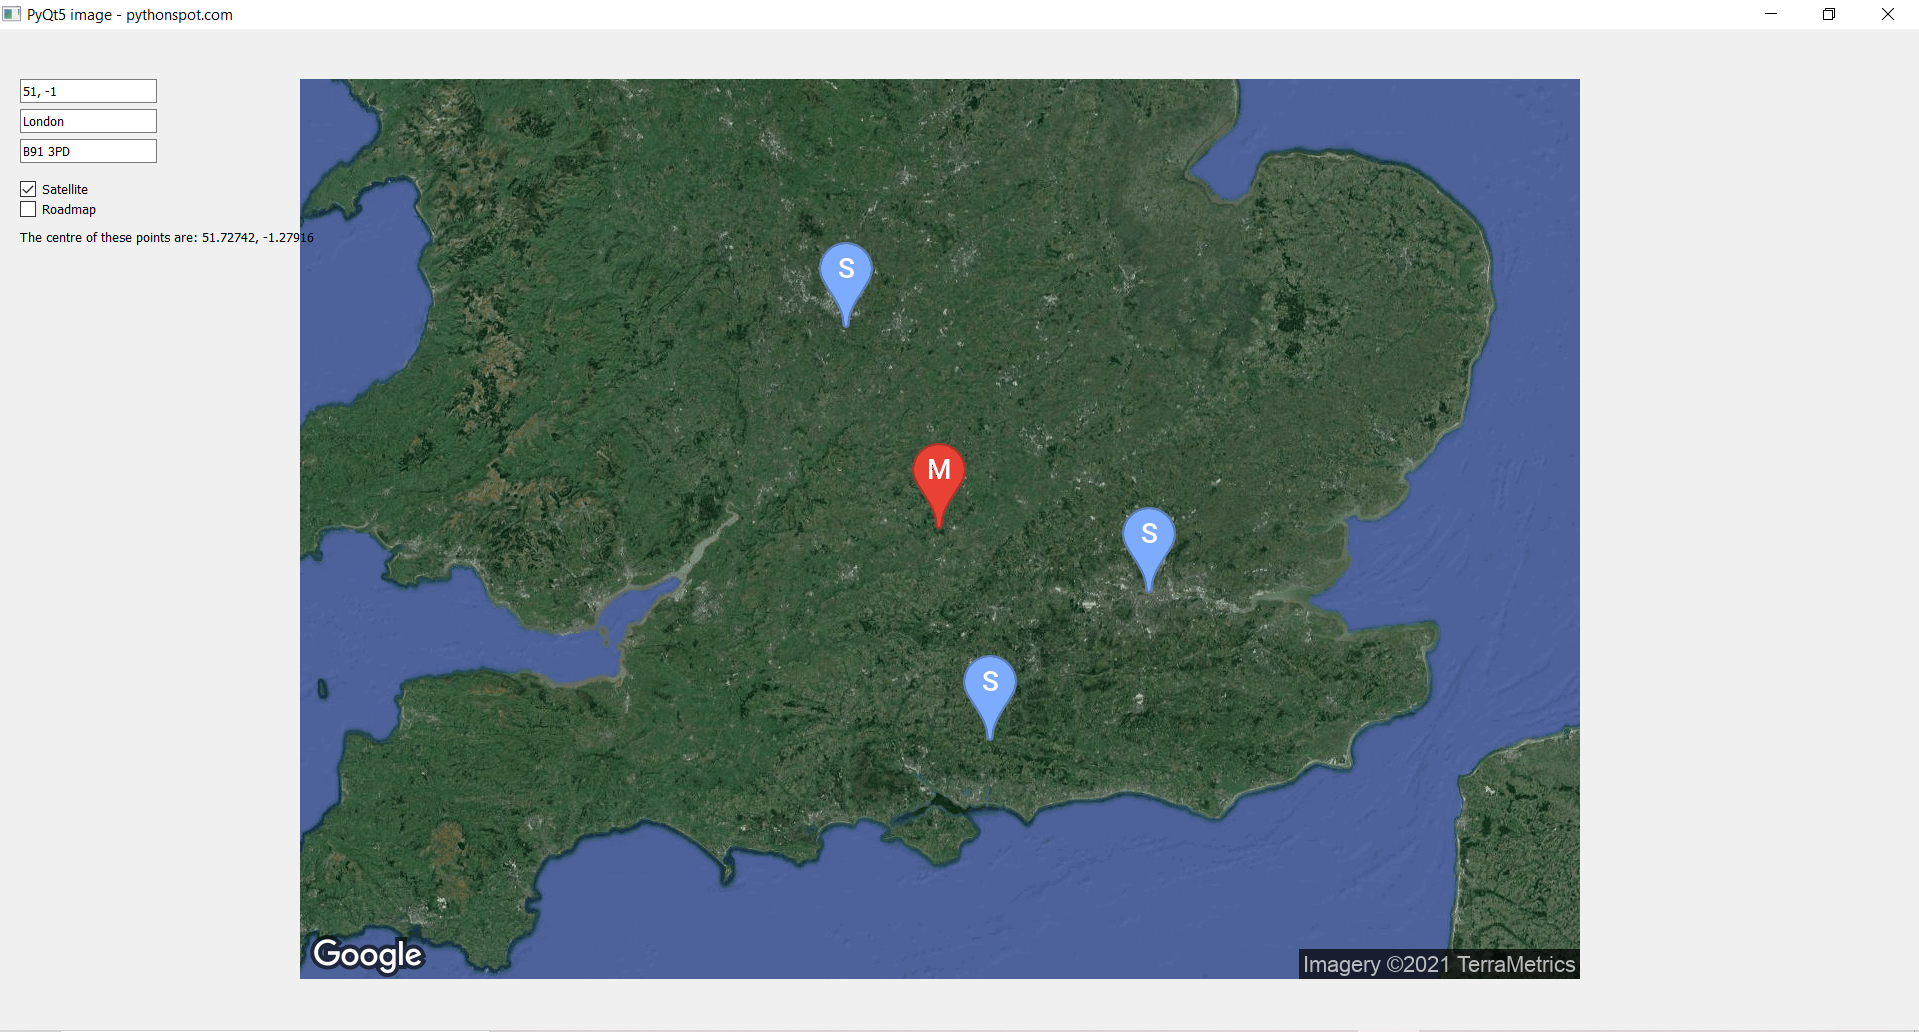 PyQt5 image - pythonspot.com
51, -1
London
B91 3PD
Satellite
Roadmap
The centre of these points are: 51.72742, -1.27916
S
M
S
S
Google
Imagery ©2021 TerraMetrics